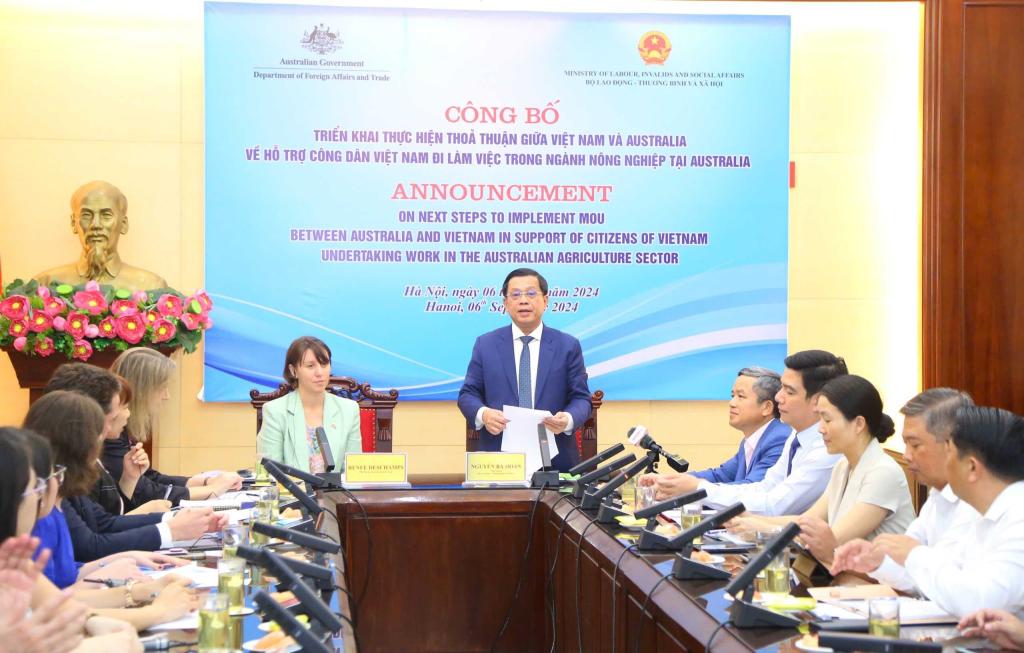 Australian Government
Department of Foreign Affairs and Trade
MINISTRY OF LABOUR, INVALIDS AND SOCIAL AFFAIRS
BỘ LAO ĐỘNG - THƯƠNG BINH VÀ XÃ HỘI
CÔNG BỐ
TRIỂN KHAI THỰC HIỆN THOẢ THUẬN GIỮA VIỆT NAM VÀ AUSTRALIA
VỀ HỖ TRỢ CÔNG DÂN VIỆT NAM ĐI LÀM VIỆC TRONG NGÀNH NÔNG NGHIỆP TẠI AUSTRALIA
ANNOUNCEMENT
ON NEXT STEPS TO IMPLEMENT MOU
BETWEEN AUSTRALIA AND VIETNAM IN SUPPORT OF CITIZENS OF VIETNAM
UNDERTAKING WORK IN THE AUSTRALIAN AGRICULTURE SECTOR
Hà Nội, ngày 06 năm 2024
Hanoi, 06th Sep 2024
RENEE DESCHAMPS
NGUYỄN BÁ HOAN